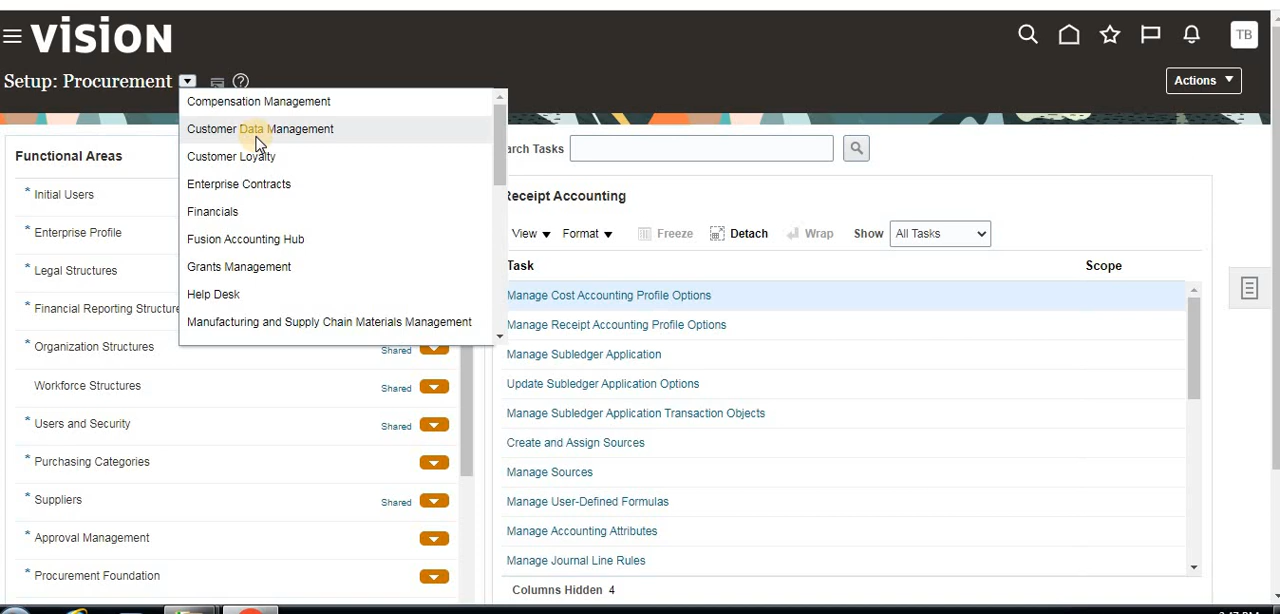 vısıon
TB
Setup: Procurement
Actions
Compensation Management
Customer Data Management
Customer Loyalty
Enterprise Contracts
Financials
Fusion Accounting Hub
Grants Management
Help Desk
Manufacturing and Supply Chain Materials Management
Functional Areas
* Initial Users
* Enterprise Profile
* Legal Structures
* Financial Reporting Structure
* Organization Structures Shared
Workforce Structures Shared
* Users and Security Shared
* Purchasing Categories
* Suppliers Shared
* Approval Management
* Procurement Foundation
arch Tasks
Receipt Accounting
View Format Freeze Detach Wrap Show All Tasks
Task Scope
Manage Cost Accounting Profile Options
Manage Receipt Accounting Profile Options
Manage Subledger Application
Update Subledger Application Options
Manage Subledger Application Transaction Objects
Create and Assign Sources
Manage Sources
Manage User-Defined Formulas
Manage Accounting Attributes
Manage Journal Line Rules
Columns Hidden 4